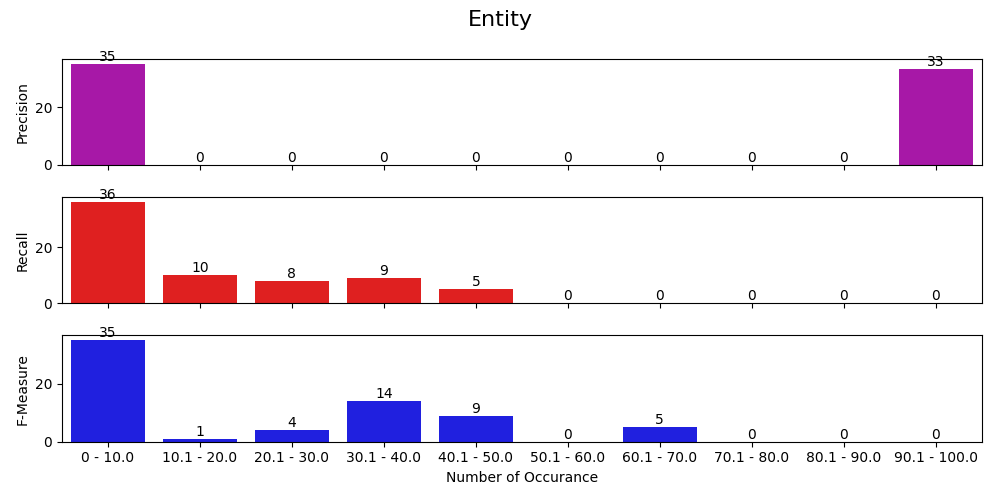 Entity
35 0 0 0 0 0 0 0 0 33
20
0
Precision
36 10 8 9 5 0 0 0 0 0
20
0
Recall
35 1 4 14 9 0 5 0 0 0
20
0
F-Measure
0 - 10.0 10.1 - 20.0 20.1 - 30.0 30.1 - 40.0 40.1 - 50.0 50.1 - 60.0 60.1 - 70.0 70.1 - 80.0 80.1 - 90.0 90.1 - 100.0
Number of Occurance